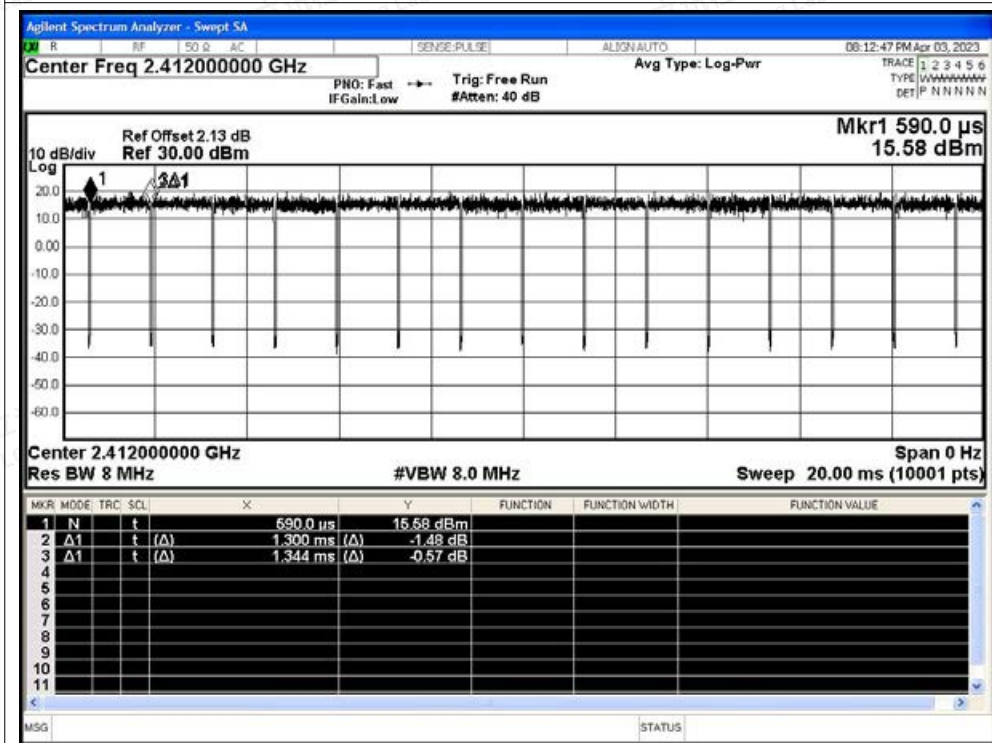 Agilent Spectrum Analyzer - Swept SA
R RF 50 Ω AC SENSE:PULSE ALIGN AUTO 08:12:47 PM Apr 03, 2023
Center Freq 2.412000000 GHz Avg Type: Log-Pwr TRACE 1 2 3 4 5 6
PNO: Fast Trig: Free Run TYPE W
IFGain:Low #Atten: 40 dB DET P N N N N N
Mkr1 590.0 µs
Ref Offset 2.13 dB
10 dB/div Ref 30.00 dBm 15.58 dBm
Log
1 3Δ1
20.0
10.0
0.00
-10.0
-20.0
-30.0
-40.0
-50.0
-60.0
Center 2.412000000 GHz Span 0 Hz
Res BW 8 MHz #VBW 8.0 MHz Sweep 20.00 ms (10001 pts)
MKR MODE TRC SCL X Y FUNCTION FUNCTION WIDTH FUNCTION VALUE
1 N t 590.0 µs 15.58 dBm
2 Δ1 t (Δ) 1.300 ms (Δ) -1.48 dB
3 Δ1 t (Δ) 1.344 ms (Δ) -0.57 dB
4
5
6
7
8
9
10
11
MSG STATUS